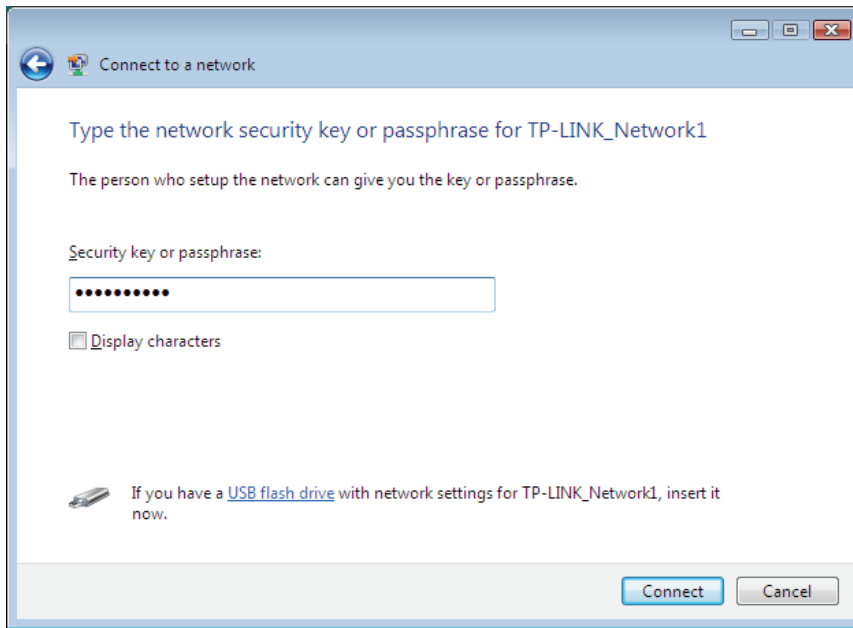 Connect to a network
Type the network security key or passphrase for TP-LINK_Network1
The person who setup the network can give you the key or passphrase.
Security key or passphrase:
••••••••••
Display characters
If you have a USB flash drive with network settings for TP-LINK_Network1, insert it
now.
Connect Cancel